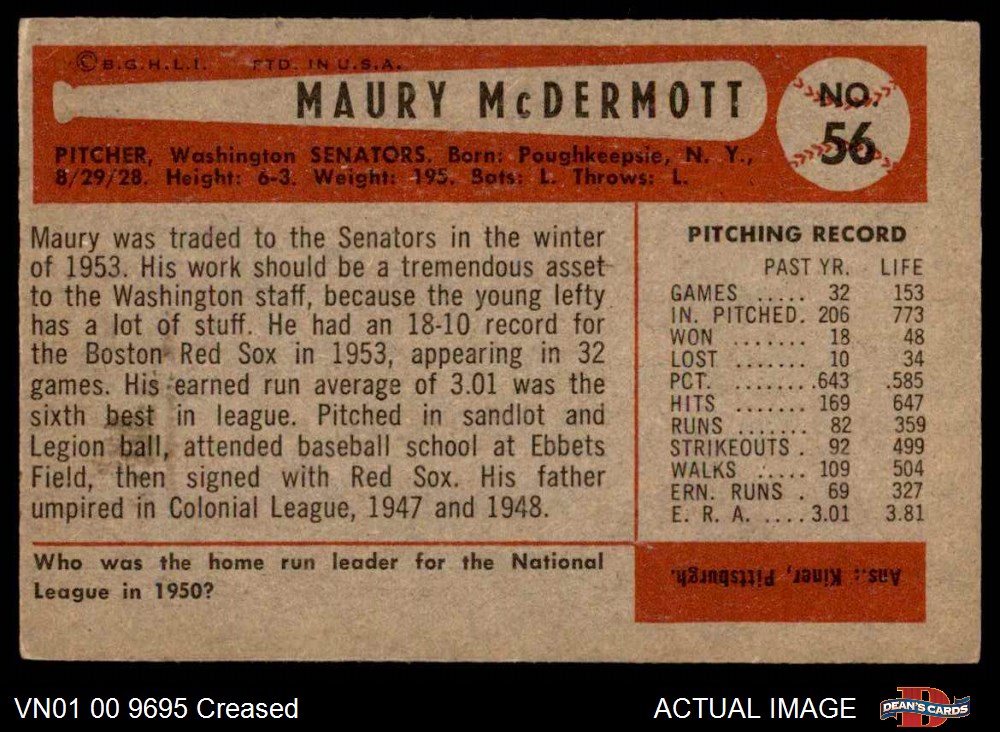 © B.G.H.L.I. PTD. IN U.S.A.
MAURY McDERMOTT
NO.
56
PITCHER, Washington SENATORS. Born: Poughkeepsie, N. Y.,
8/29/28. Height: 6-3. Weight: 195. Bats: L. Throws: L.
Maury was traded to the Senators in the winter
of 1953. His work should be a tremendous asset
to the Washington staff, because the young lefty
has a lot of stuff. He had an 18-10 record for
the Boston Red Sox in 1953, appearing in 32
games. His earned run average of 3.01 was the
sixth best in league. Pitched in sandlot and
Legion ball, attended baseball school at Ebbets
Field, then signed with Red Sox. His father
umpired in Colonial League, 1947 and 1948.
PITCHING RECORD
PAST YR. LIFE
GAMES ..... 32 153
IN. PITCHED. 206 773
WON ....... 18 48
LOST ....... 10 34
PCT. ........ .643 .585
HITS ....... 169 647
RUNS ....... 82 359
STRIKEOUTS . 92 499
WALKS ..... 109 504
ERN. RUNS . 69 327
E. R. A. .... 3.01 3.81
Who was the home run leader for the National
League in 1950?
Ans.: Kiner, Pittsburgh.
VN01 00 9695 Creased
ACTUAL IMAGE
D
DEAN'S CARDS